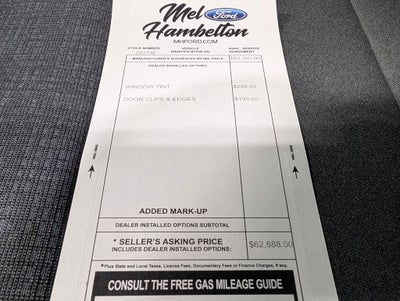 Mel Ford
Hambelton
MHFORD.COM
STOCK NUMBER VEHICLE IDENTIFICATION NO AVAIL. SERVICE AGREEMENT
MANUFACTURER'S SUGGESTED RETAIL PRICE
DEALER INSTALLED OPTIONS
WINDOW TINT $299.00
DOOR CUPS & EDGES $199.00
ADDED MARK-UP
DEALER INSTALLED OPTIONS SUBTOTAL
* SELLER'S ASKING PRICE $62,888.00
INCLUDES DEALER INSTALLED OPTIONS:
*Plus State and Local Taxes, License Fees, Documentary Fees or Finance Charges, if any.
CONSULT THE FREE GAS MILEAGE GUIDE